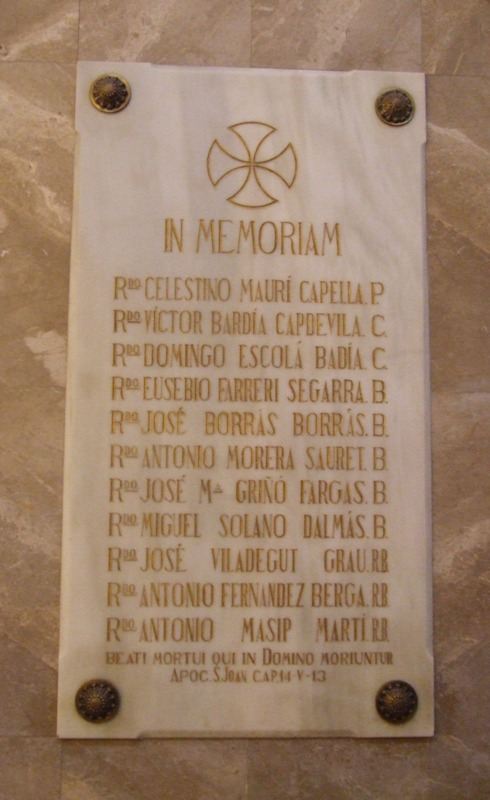 IN MEMORIAM
Rᴰᴼ CELESTINO MAURÍ CAPELLA. P
Rᴰᴼ VÍCTOR BARDÍA CAPDEVILA. C.
Rᴰᴼ DOMINGO ESCOLÁ BADÍA. C.
Rᴰᴼ EUSEBIO FARRERI SEGARRA. B.
Rᴰᴼ JOSÉ BORRÀS BORRÁS. B.
Rᴰᴼ ANTONIO MORERA SAURET. B
Rᴰᴼ JOSÉ Mᵃ GRIÑÓ FARGAS. B
Rᴰᴼ MIGUEL SOLANO DALMÁS. B
Rᴰᴼ JOSÉ VILADEGUT GRAU. R.B.
Rᴰᴼ ANTONIO FERNANDEZ BERGA. R.B
Rᴰᴼ ANTONIO MASIP MARTÍ. R.B.
BEATI MORTUI QUI IN DOMINO MORIUNTUR
APOC. S. JOAN CAP. 14 - V - 13